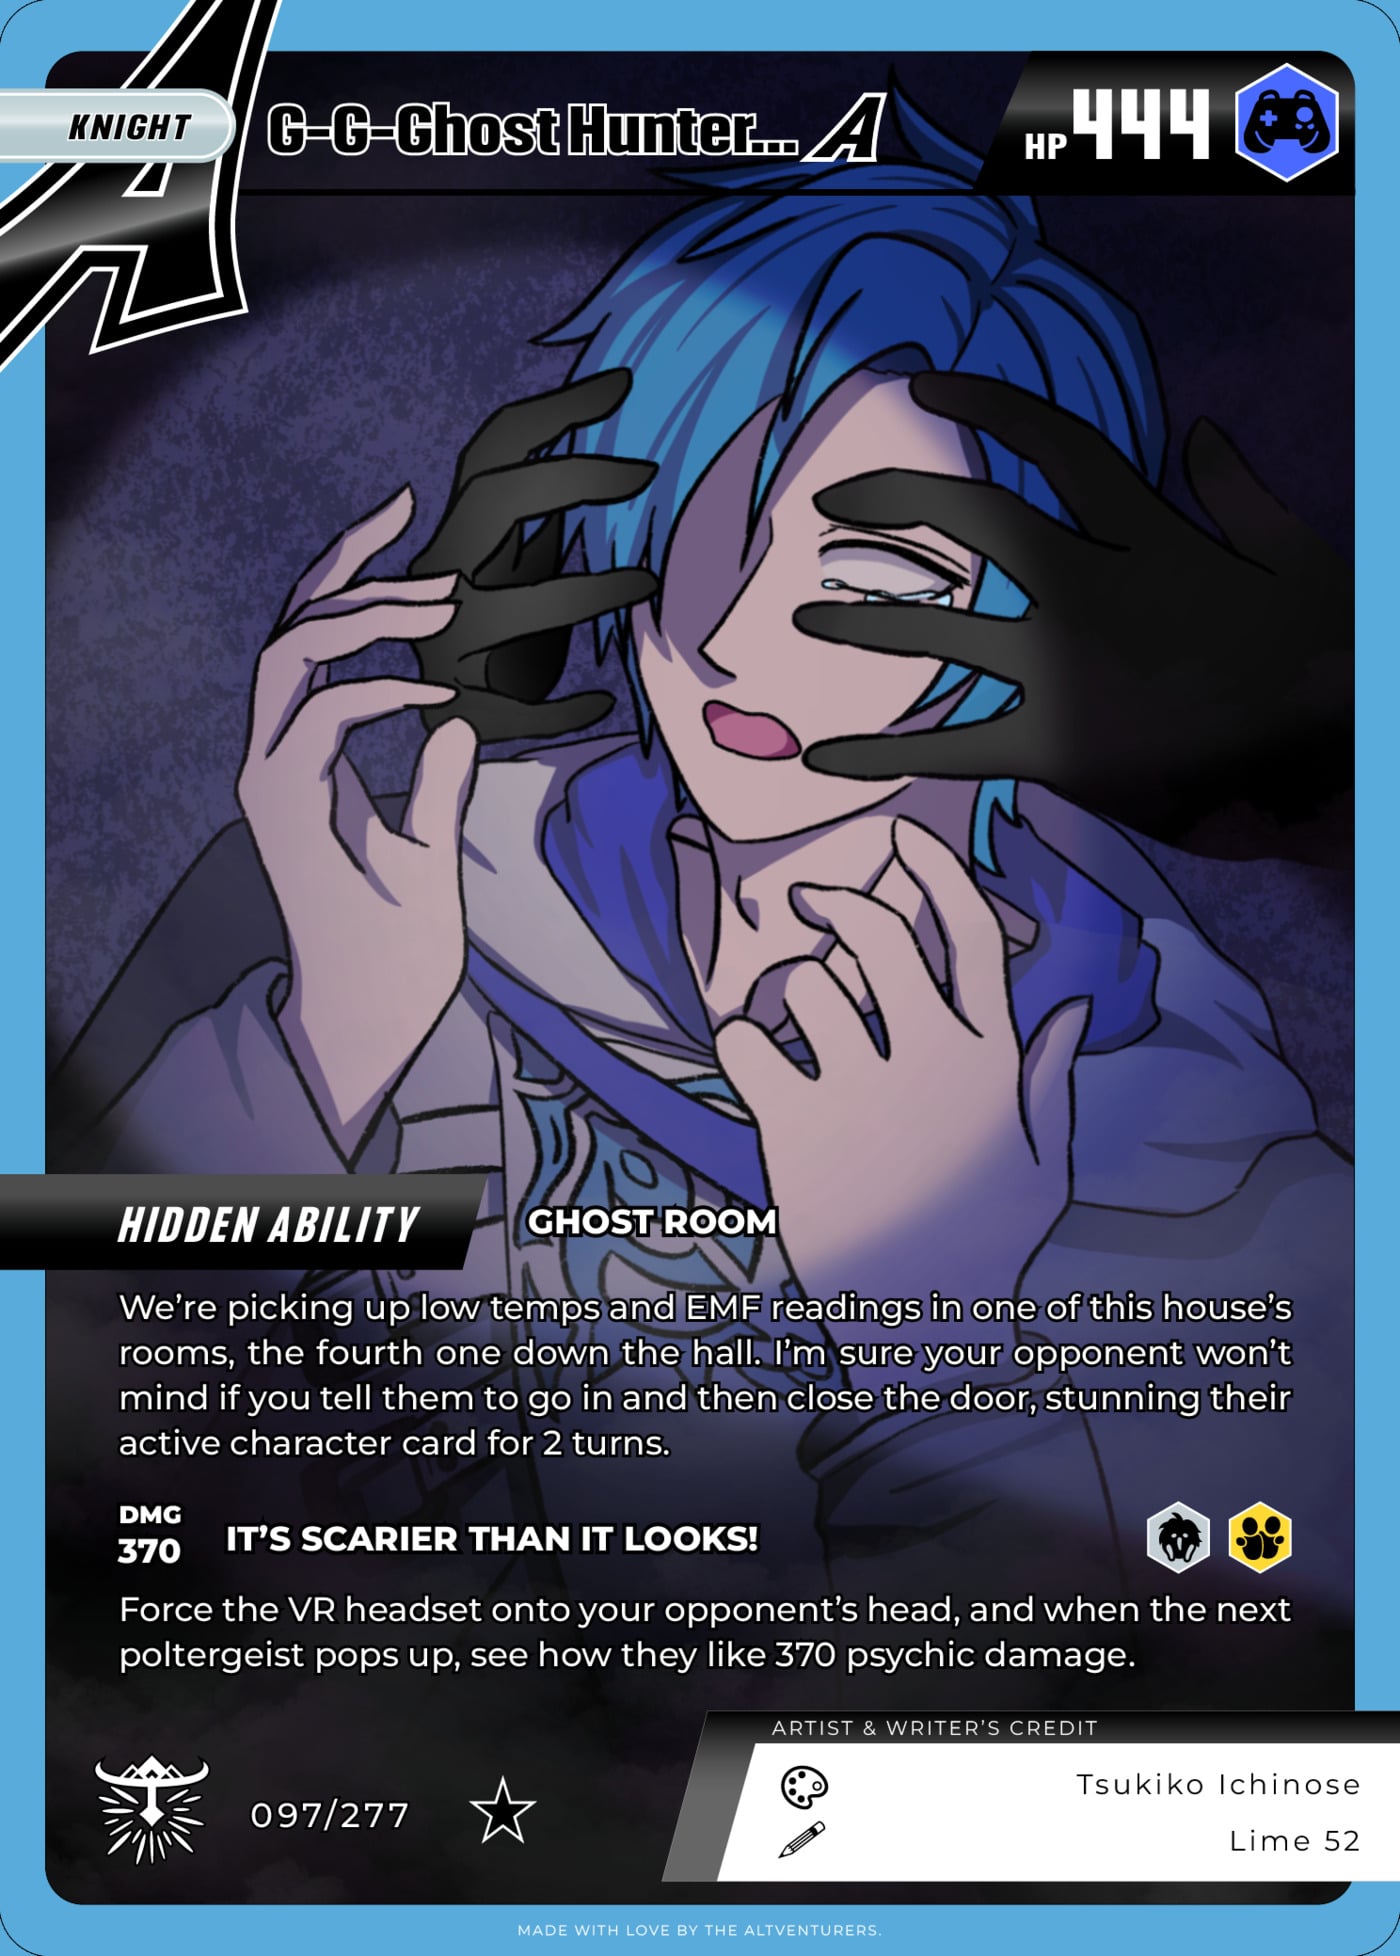 KNIGHT
G-G-Ghost Hunter... A
HP 444
HIDDEN ABILITY
GHOST ROOM
We’re picking up low temps and EMF readings in one of this house’s
rooms, the fourth one down the hall. I’m sure your opponent won’t
mind if you tell them to go in and then close the door, stunning their
active character card for 2 turns.
DMG
370
IT’S SCARIER THAN IT LOOKS!
Force the VR headset onto your opponent’s head, and when the next
poltergeist pops up, see how they like 370 psychic damage.
ARTIST & WRITER’S CREDIT
Tsukiko Ichinose
Lime 52
097/277
MADE WITH LOVE BY THE ALTVENTURERS.